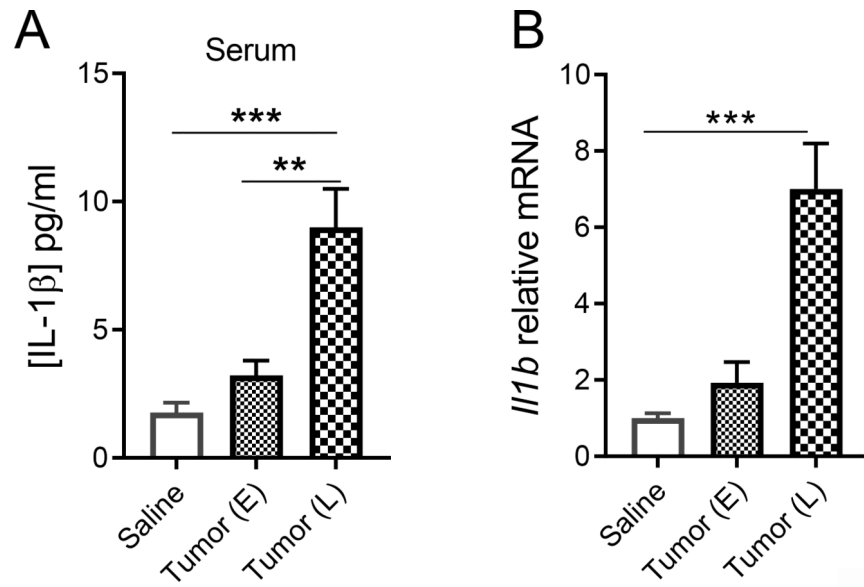 A
Serum
[IL-1β] pg/ml
15
10
5
0
***
**
Saline
Tumor (E)
Tumor (L)
B
Il1b relative mRNA
10
8
6
4
2
0
***
Saline
Tumor (E)
Tumor (L)